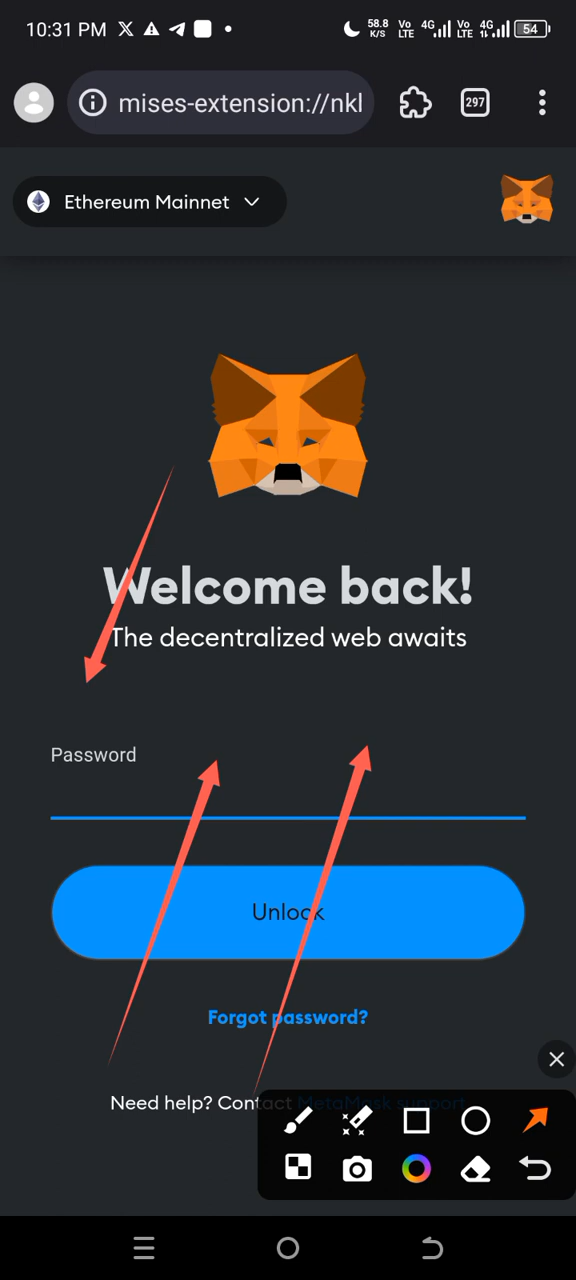 10:31 PM
58.8 K/S Vo LTE 4G Vo LTE 4G 54
mises-extension://nkl
297
Ethereum Mainnet
Welcome back!
The decentralized web awaits
Password
Unlock
Forgot password?
Need help? Contact MetaMask support